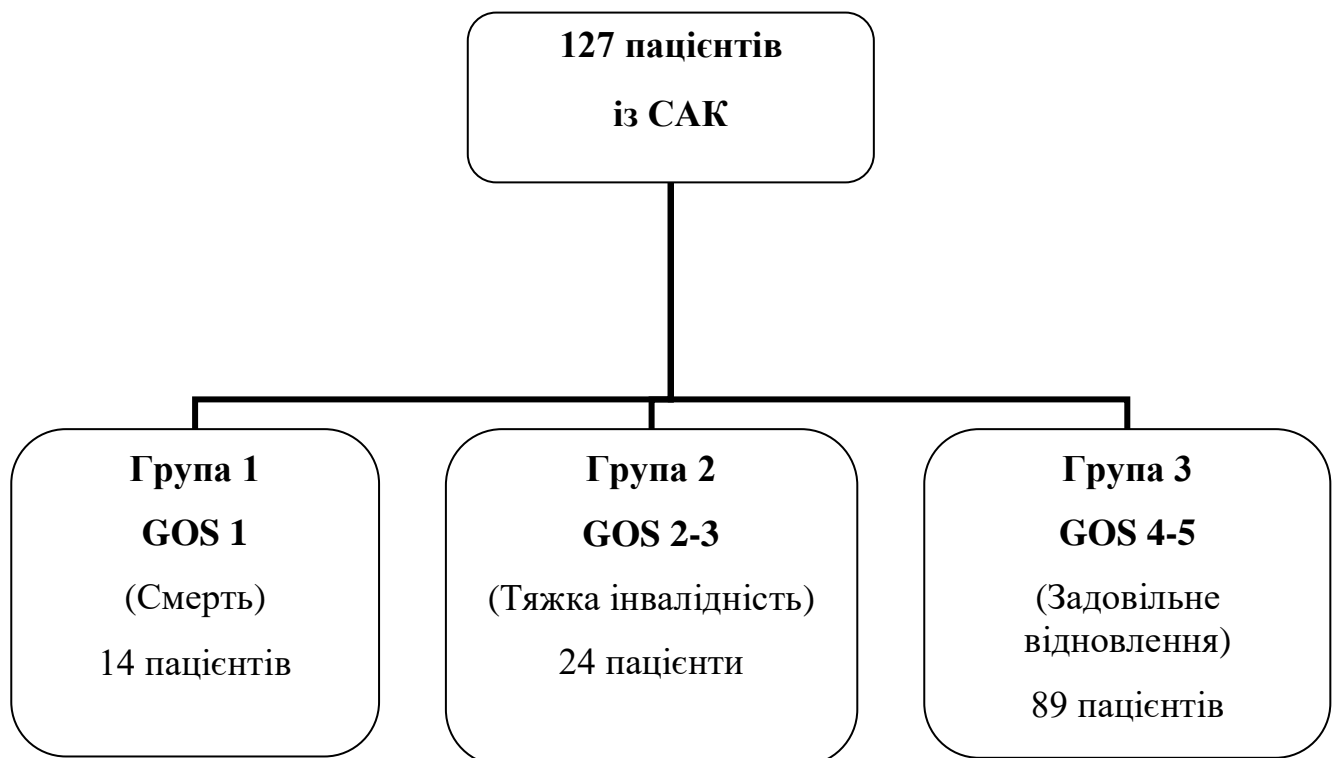 127 пацієнтів
із САК
Група 1
GOS 1
(Смерть)
14 пацієнтів
Група 2
GOS 2-3
(Тяжка інвалідність)
24 пацієнти
Група 3
GOS 4-5
(Задовільне
відновлення)
89 пацієнтів